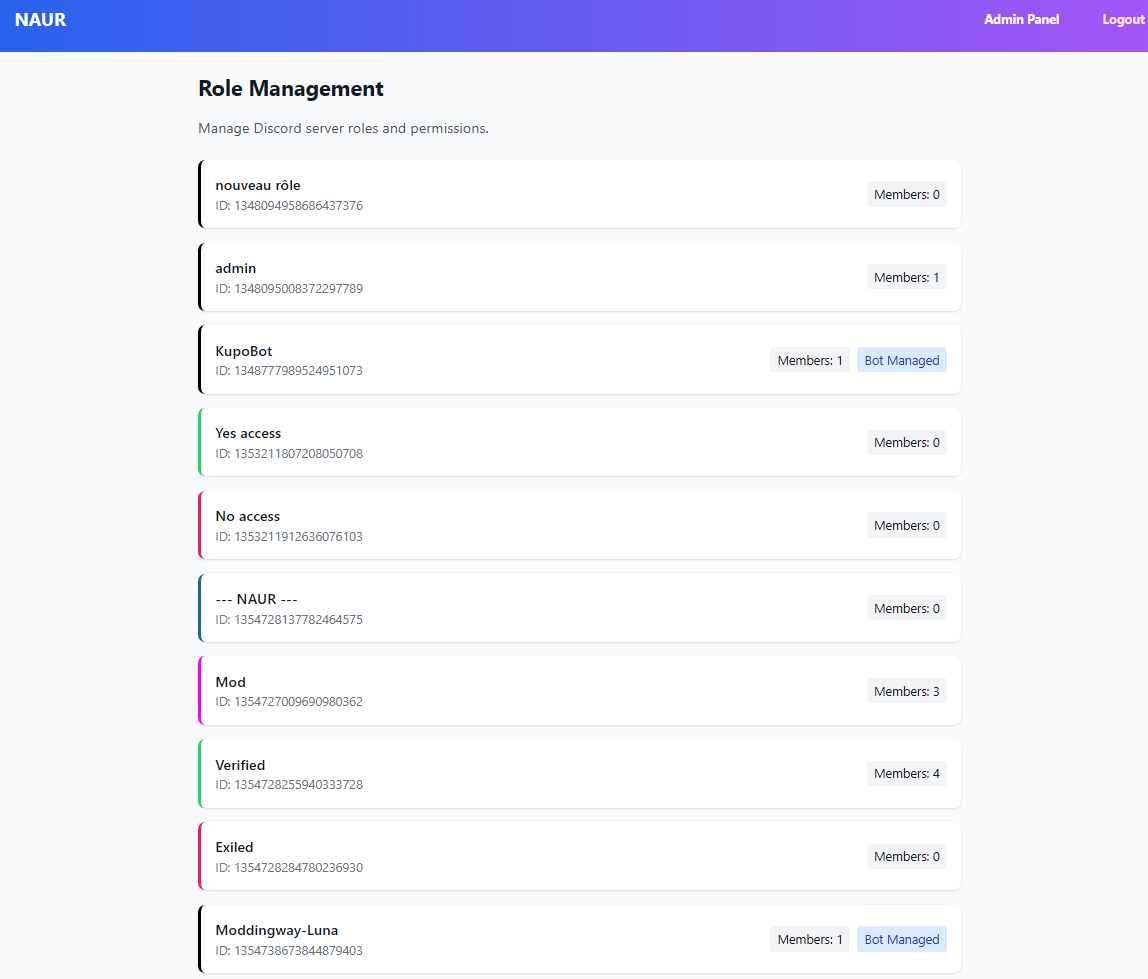 NAUR
Admin Panel
Logout
Role Management
Manage Discord server roles and permissions.
nouveau rôle
ID: 1348094958686437376
Members: 0
admin
ID: 1348095008372297789
Members: 1
KupoBot
ID: 1348777989524951073
Members: 1
Bot Managed
Yes access
ID: 1353211807208050708
Members: 0
No access
ID: 1353211912636076103
Members: 0
--- NAUR ---
ID: 1354728137782464575
Members: 0
Mod
ID: 1354727009690980362
Members: 3
Verified
ID: 1354728255940333728
Members: 4
Exiled
ID: 1354728284780236930
Members: 0
Moddingway-Luna
ID: 1354738673844879403
Members: 1
Bot Managed